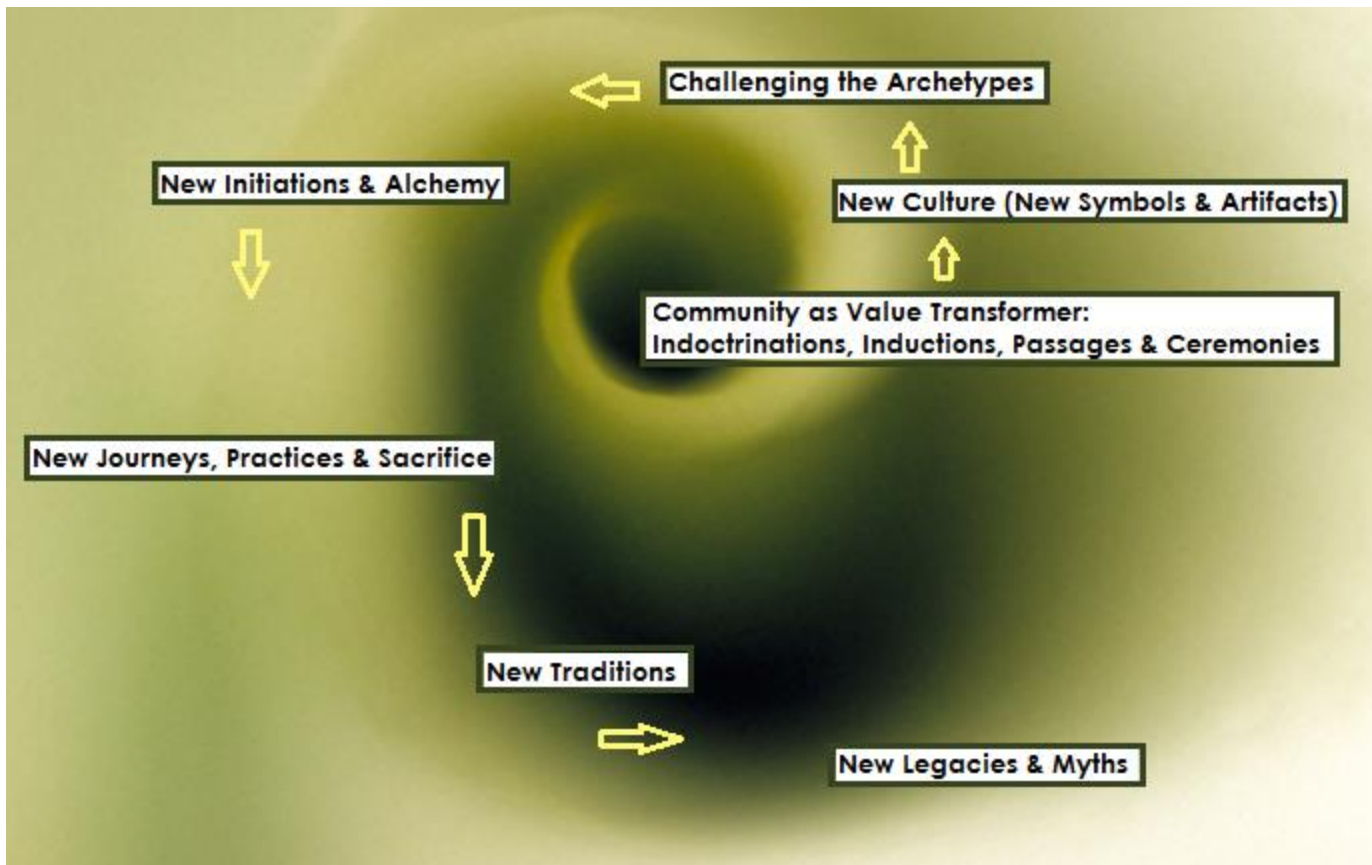 Challenging the Archetypes
New Initiations & Alchemy
New Culture (New Symbols & Artifacts)
Community as Value Transformer:
Indoctrinations, Inductions, Passages & Ceremonies
New Journeys, Practices & Sacrifice
New Traditions
New Legacies & Myths